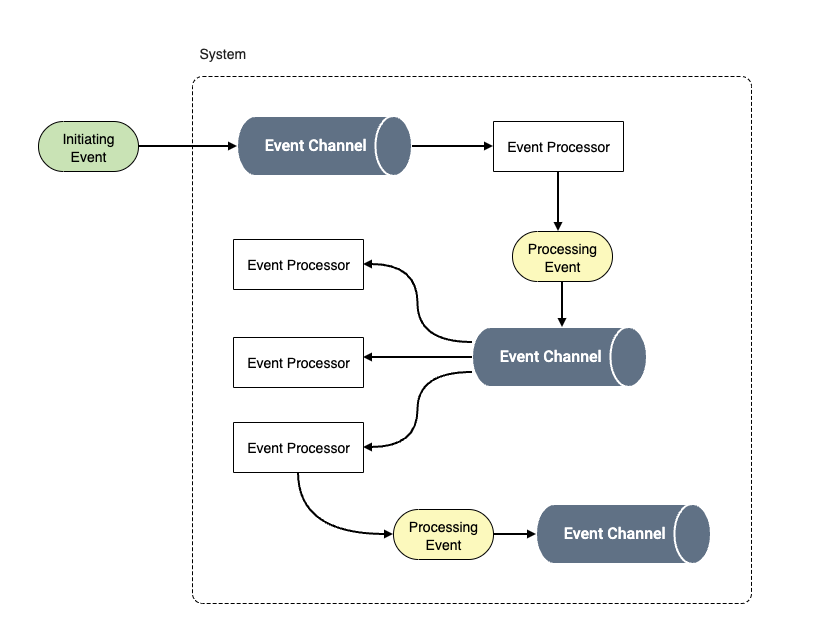 System
Initiating
Event
Event Channel
Event Processor
Processing
Event
Event Processor
Event Channel
Event Processor
Event Processor
Processing
Event
Event Channel